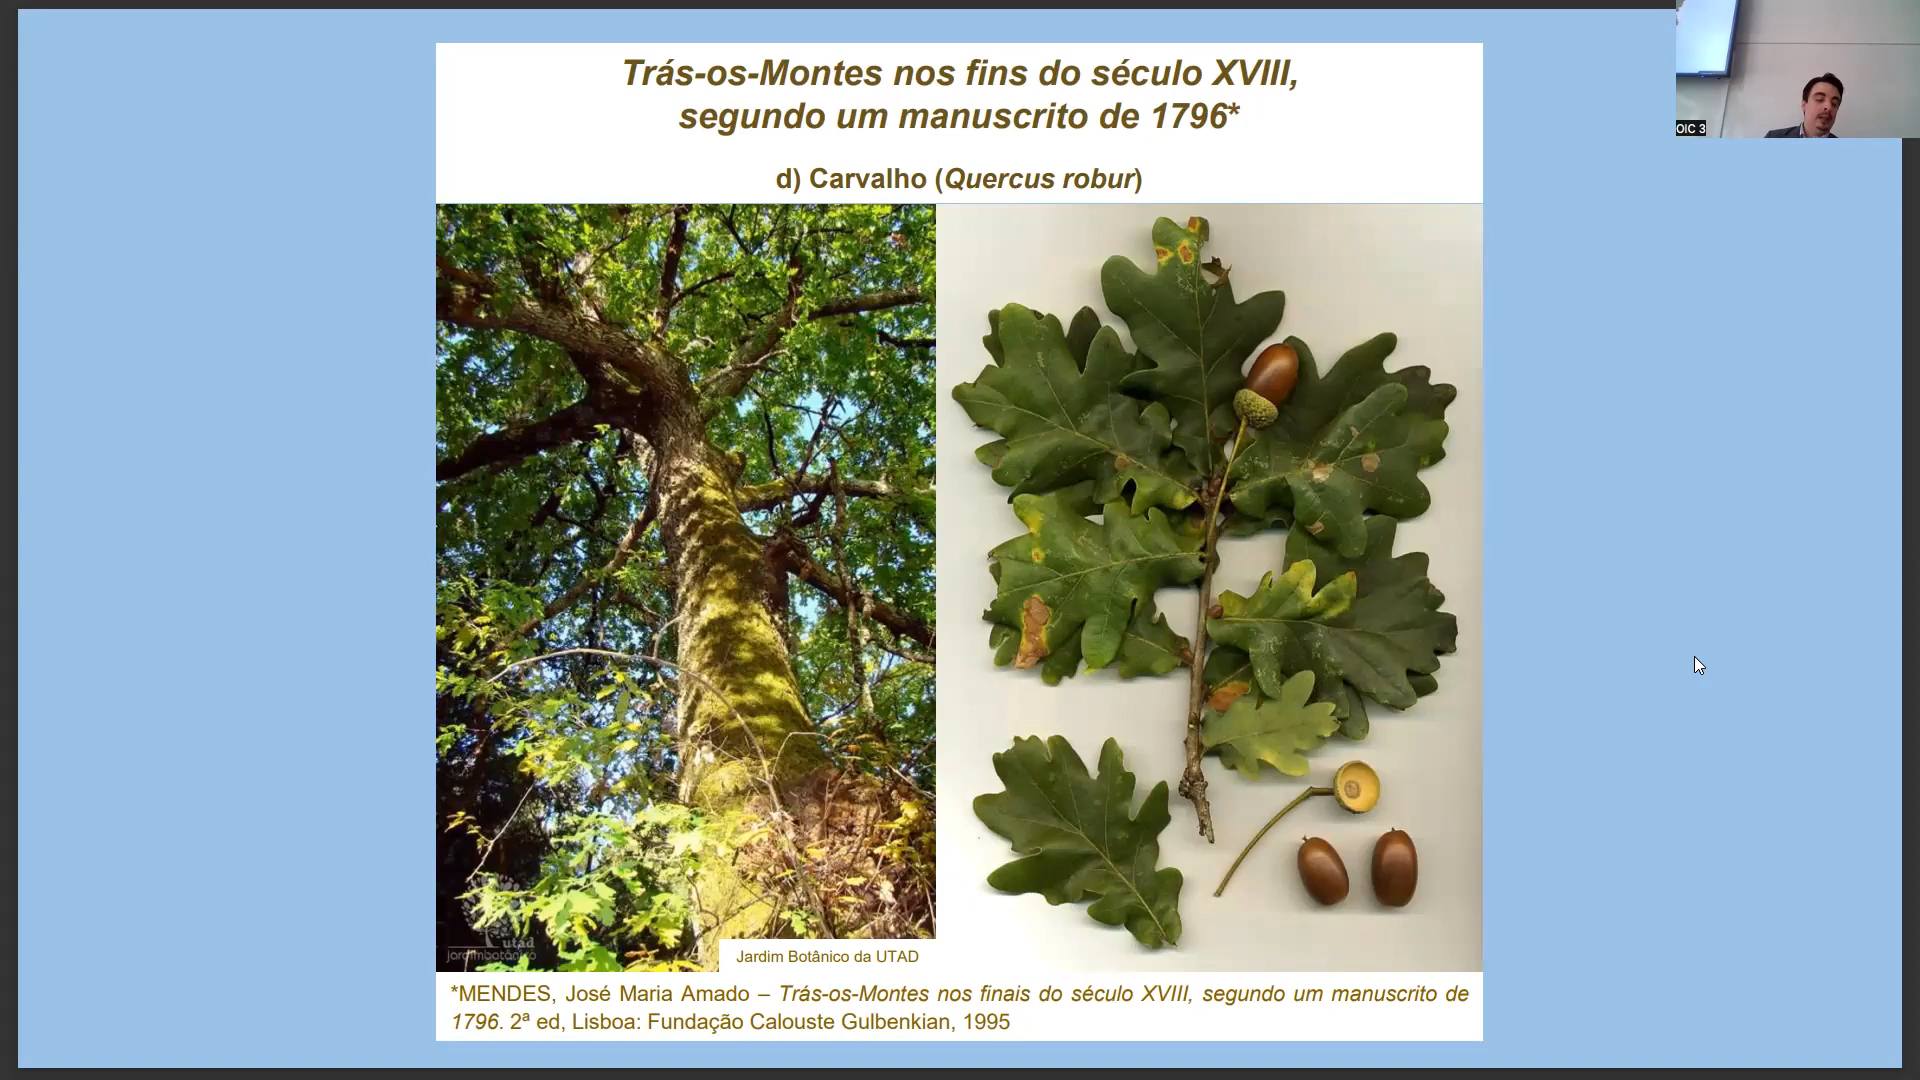 Trás-os-Montes nos fins do século XVIII,
segundo um manuscrito de 1796*
d) Carvalho (Quercus robur)
OIC 3
utad
jardimbotânico
Jardim Botânico da UTAD
*MENDES, José Maria Amado – Trás-os-Montes nos finais do século XVIII, segundo um manuscrito de
1796. 2ª ed, Lisboa: Fundação Calouste Gulbenkian, 1995